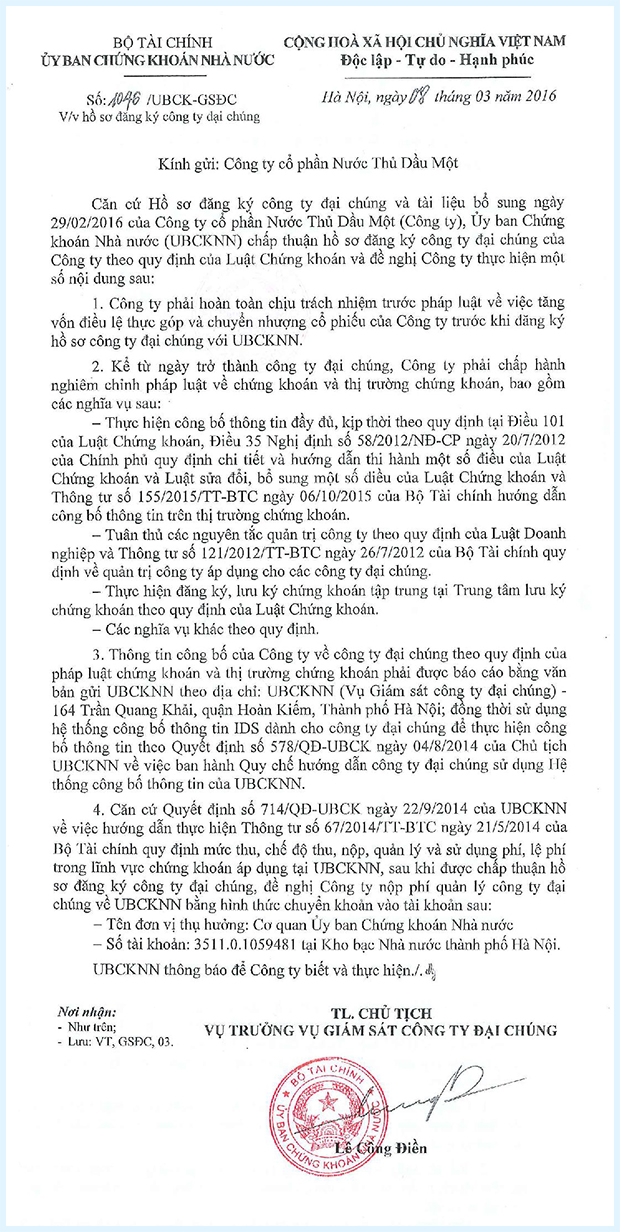 BỘ TÀI CHÍNH
ỦY BAN CHỨNG KHOÁN NHÀ NƯỚC
CỘNG HOÀ XÃ HỘI CHỦ NGHĨA VIỆT NAM
Độc lập - Tự do - Hạnh phúc
Số: 1046 /UBCK-GSĐC
V/v hồ sơ đăng ký công ty đại chúng
Hà Nội, ngày 08 tháng 03 năm 2016
Kính gửi: Công ty cổ phần Nước Thủ Dầu Một
Căn cứ Hồ sơ đăng ký công ty đại chúng và tài liệu bổ sung ngày
29/02/2016 của Công ty cổ phần Nước Thủ Dầu Một (Công ty), Ủy ban Chứng
khoán Nhà nước (UBCKNN) chấp thuận hồ sơ đăng ký công ty đại chúng của
Công ty theo quy định của Luật Chứng khoán và đề nghị Công ty thực hiện một
số nội dung sau:
1. Công ty phải hoàn toàn chịu trách nhiệm trước pháp luật về việc tăng
vốn điều lệ thực góp và chuyển nhượng cổ phiếu của Công ty trước khi đăng ký
hồ sơ công ty đại chúng với UBCKNN.
2. Kể từ ngày trở thành công ty đại chúng, Công ty phải chấp hành
nghiêm chỉnh pháp luật về chứng khoán và thị trường chứng khoán, bao gồm
các nghĩa vụ sau:
– Thực hiện công bố thông tin đầy đủ, kịp thời theo quy định tại Điều 101
của Luật Chứng khoán, Điều 35 Nghị định số 58/2012/NĐ-CP ngày 20/7/2012
của Chính phủ quy định chi tiết và hướng dẫn thi hành một số điều của Luật
Chứng khoán và Luật sửa đổi, bổ sung một số điều của Luật Chứng khoán và
Thông tư số 155/2015/TT-BTC ngày 06/10/2015 của Bộ Tài chính hướng dẫn
công bố thông tin trên thị trường chứng khoán.
– Tuân thủ các nguyên tắc quản trị công ty theo quy định của Luật Doanh
nghiệp và Thông tư số 121/2012/TT-BTC ngày 26/7/2012 của Bộ Tài chính quy
định về quản trị công ty áp dụng cho các công ty đại chúng.
– Thực hiện đăng ký, lưu ký chứng khoán tập trung tại Trung tâm lưu ký
chứng khoán theo quy định của Luật Chứng khoán.
– Các nghĩa vụ khác theo quy định.
3. Thông tin công bố của Công ty về công ty đại chúng theo quy định của
pháp luật chứng khoán và thị trường chứng khoán phải được báo cáo bằng văn
bản gửi UBCKNN theo địa chỉ: UBCKNN (Vụ Giám sát công ty đại chúng) -
164 Trần Quang Khải, quận Hoàn Kiếm, Thành phố Hà Nội; đồng thời sử dụng
hệ thống công bố thông tin IDS dành cho công ty đại chúng để thực hiện công
bố thông tin theo Quyết định số 578/QĐ-UBCK ngày 04/8/2014 của Chủ tịch
UBCKNN về việc ban hành Quy chế hướng dẫn công ty đại chúng sử dụng Hệ
thống công bố thông tin của UBCKNN.
4. Căn cứ Quyết định số 714/QĐ-UBCK ngày 22/9/2014 của UBCKNN
về việc hướng dẫn thực hiện Thông tư số 67/2014/TT-BTC ngày 21/5/2014 của
Bộ Tài chính quy định mức thu, chế độ thu, nộp, quản lý và sử dụng phí, lệ phí
trong lĩnh vực chứng khoán áp dụng tại UBCKNN, sau khi được chấp thuận hồ
sơ đăng ký công ty đại chúng, đề nghị Công ty nộp phí quản lý công ty đại
chúng về UBCKNN bằng hình thức chuyển khoản vào tài khoản sau:
– Tên đơn vị thụ hưởng: Cơ quan Ủy ban Chứng khoán Nhà nước
– Số tài khoản: 3511.0.1059481 tại Kho bạc Nhà nước thành phố Hà Nội.
UBCKNN thông báo để Công ty biết và thực hiện./.
Nơi nhận:
- Như trên;
- Lưu: VT, GSĐC, 03.
TL. CHỦ TỊCH
VỤ TRƯỞNG VỤ GIÁM SÁT CÔNG TY ĐẠI CHÚNG
BỘ TÀI CHÍNH
ỦY BAN CHỨNG KHOÁN NHÀ NƯỚC
Lê Công Điền